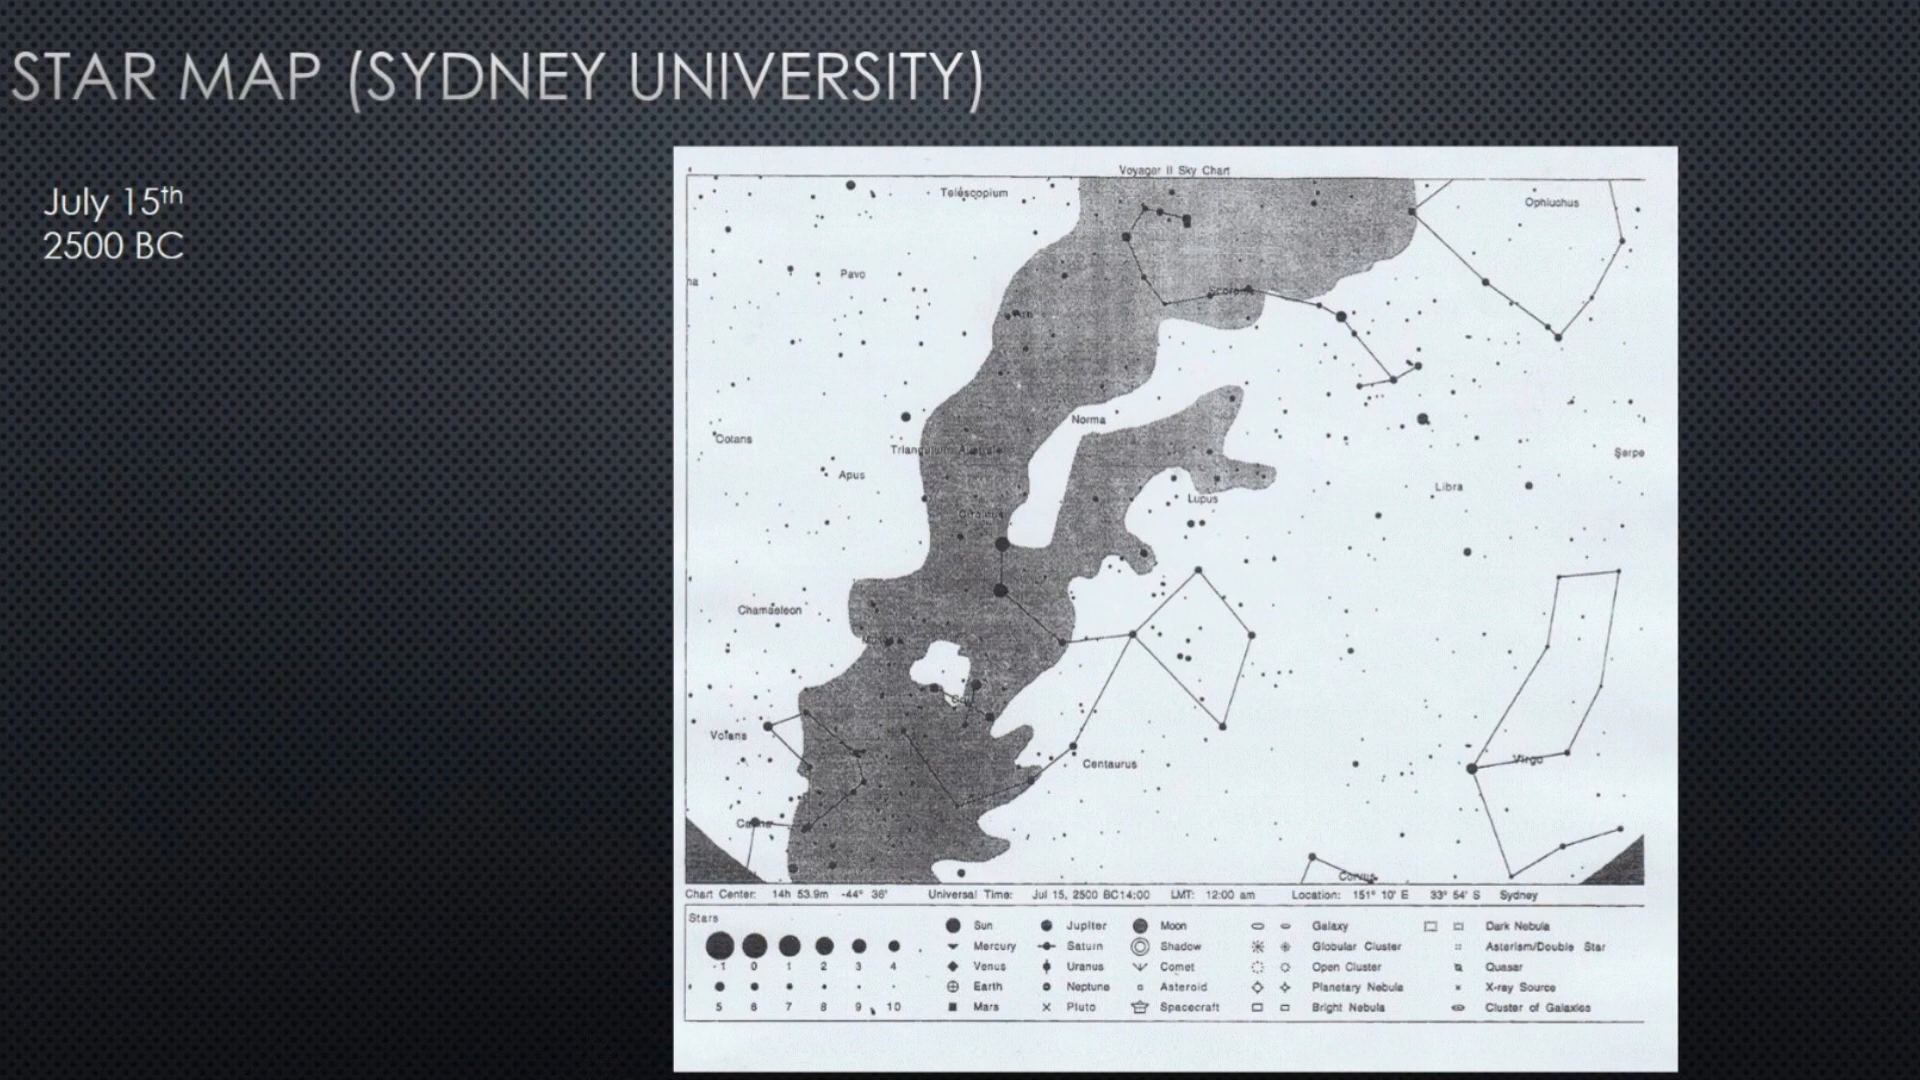 STAR MAP (SYDNEY UNIVERSITY)
July 15th
2500 BC
Voyager II Sky Chart
Telescopium
Ophiuchus
Pavo
Scorpius
Norma
Octans
Triangulum Australe
Serpe
Apus
Libra
Lupus
Circinus
Chamaeleon
Volans
Virgo
Centaurus
Carina
Corvus
Chart Center: 14h 53.9m -44° 36' Universal Time: Jul 15, 2500 BC14:00 LMT: 12:00 am Location: 151° 10' E 33° 54' S Sydney
Stars
Sun Jupiter Moon Galaxy Dark Nebula
Mercury Saturn Shadow Globular Cluster Asterism/Double Star
-1 0 1 2 3 4 Venus Uranus Comet Open Cluster Quasar
Earth Neptune Asteroid Planetary Nebula X-ray Source
5 6 7 8 9 10 Mars Pluto Spacecraft Bright Nebula Cluster of Galaxies